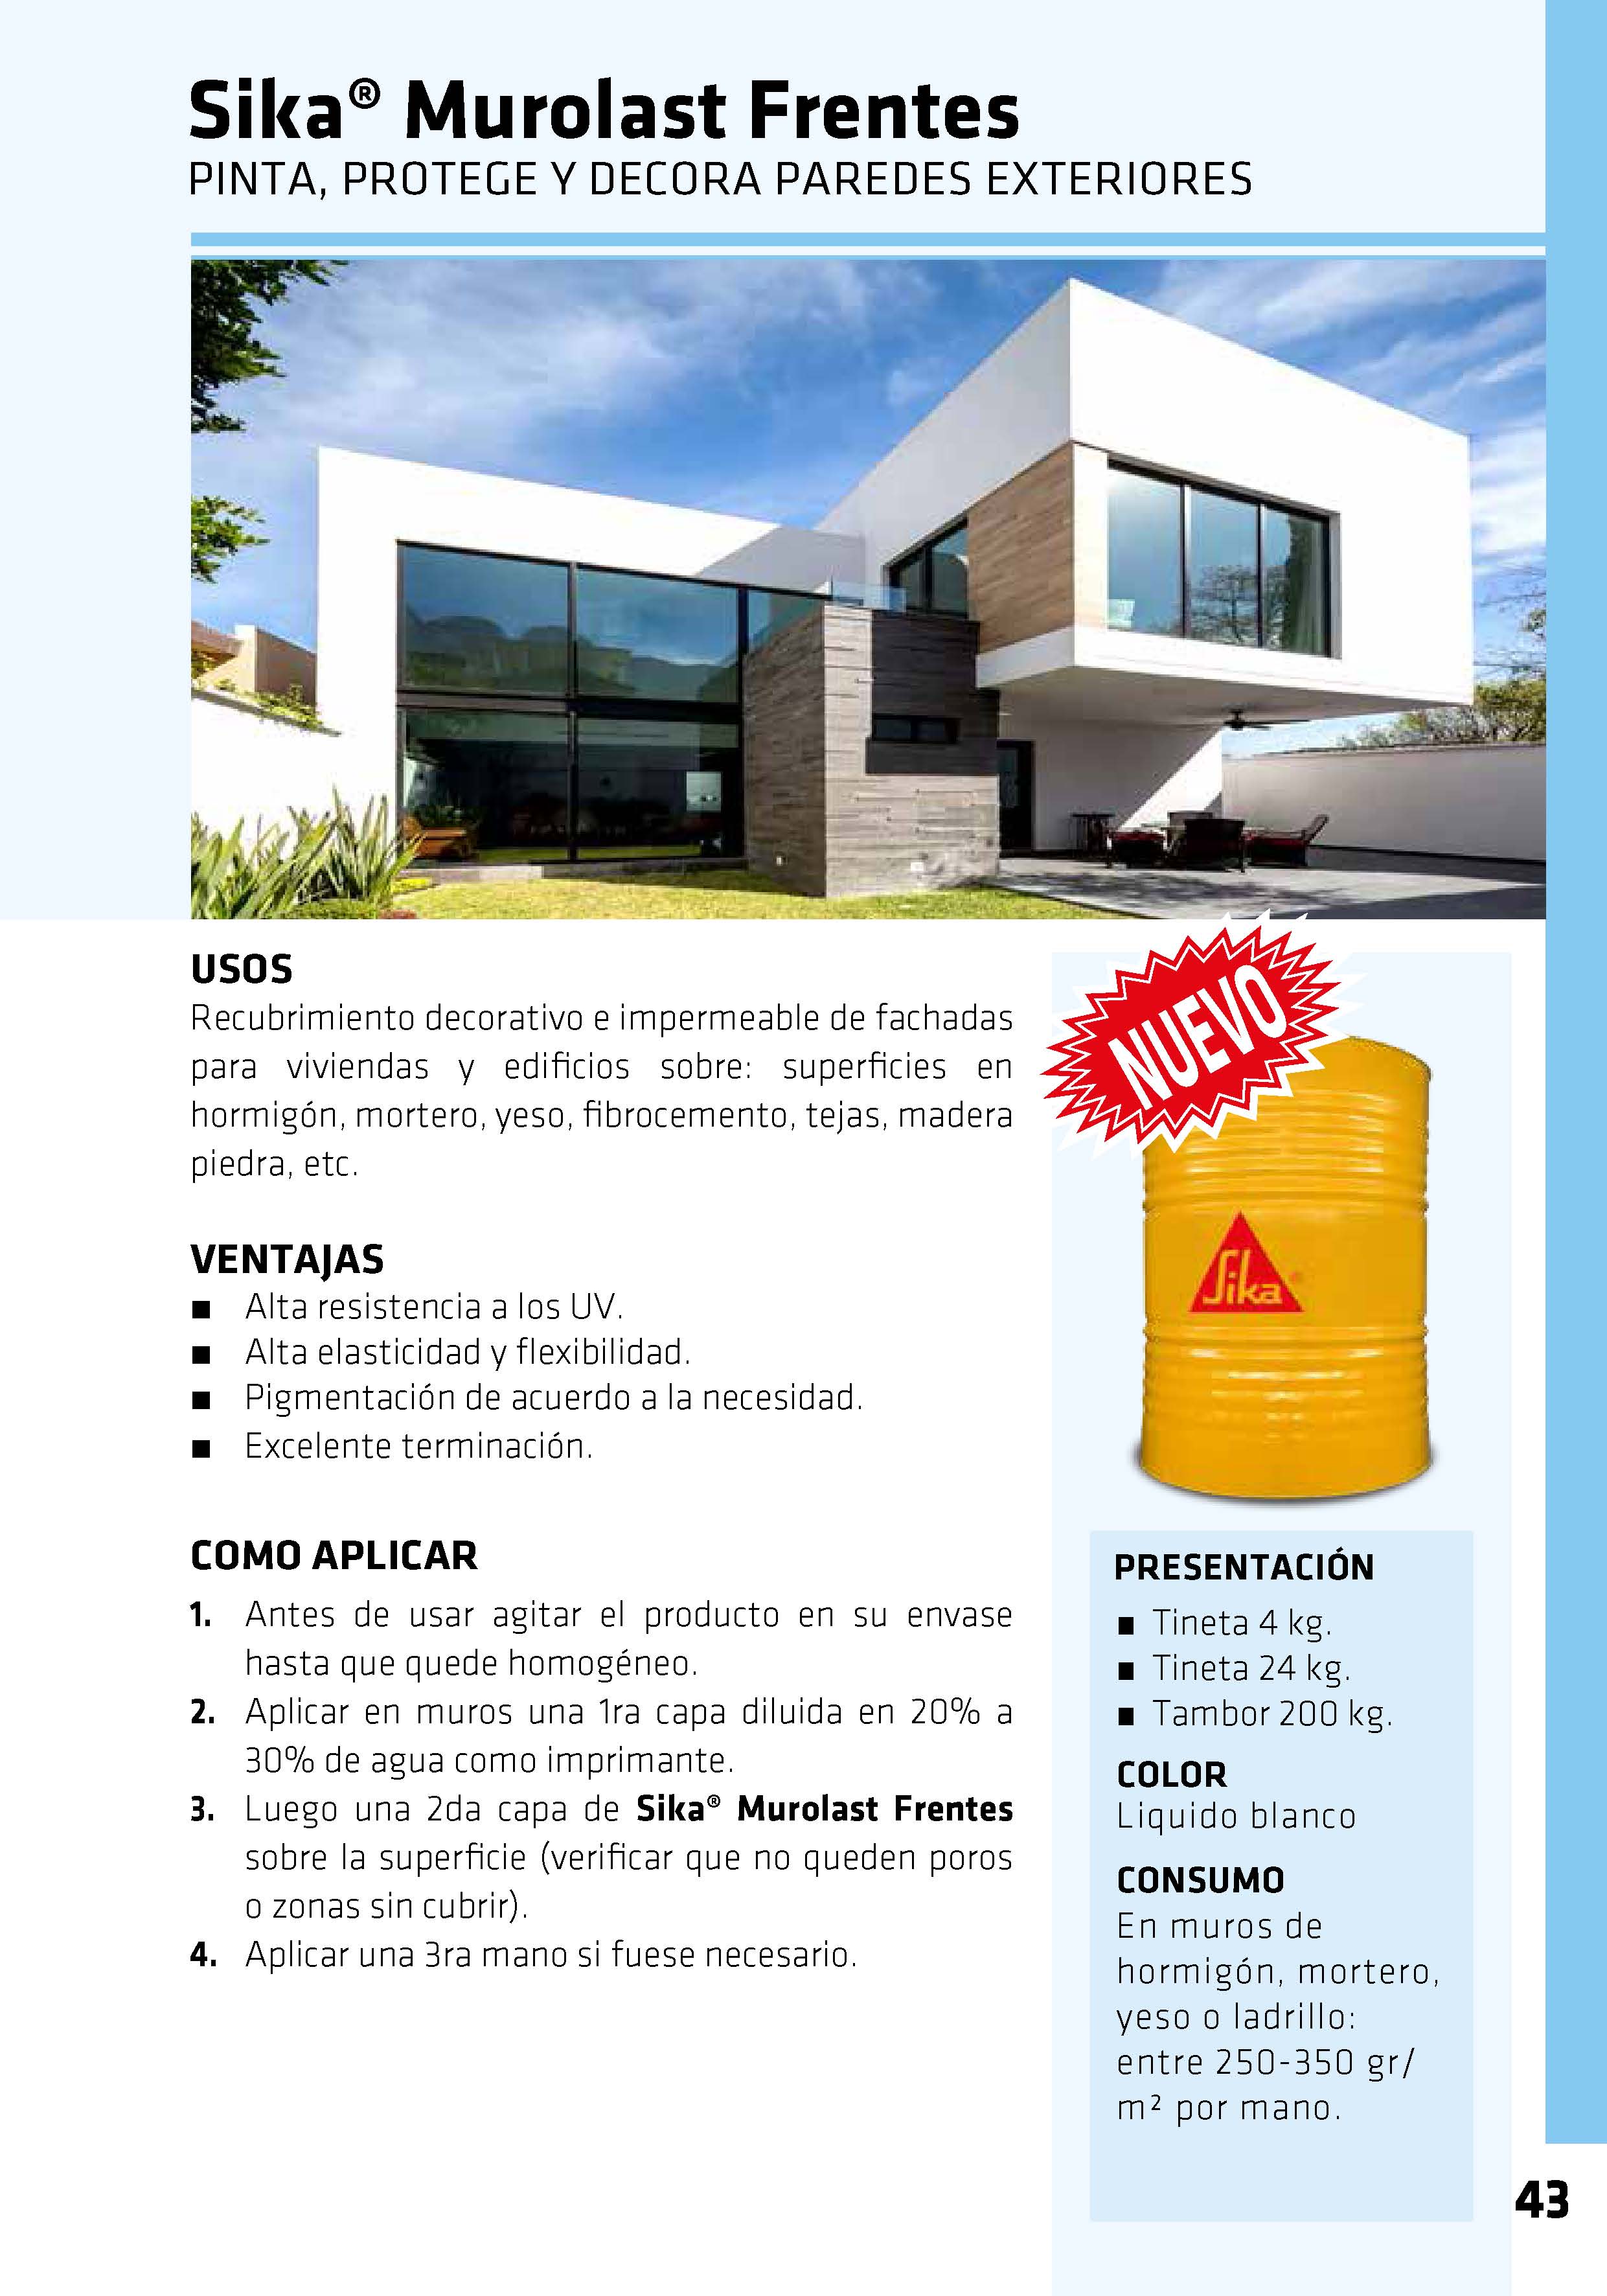 Sika® Murolast Frentes
PINTA, PROTEGE Y DECORA PAREDES EXTERIORES
USOS
Recubrimiento decorativo e impermeable de fachadas
para viviendas y edificios sobre: superficies en
hormigón, mortero, yeso, fibrocemento, tejas, madera
piedra, etc.
VENTAJAS
■ Alta resistencia a los UV.
■ Alta elasticidad y flexibilidad.
■ Pigmentación de acuerdo a la necesidad.
■ Excelente terminación.
COMO APLICAR
1. Antes de usar agitar el producto en su envase
hasta que quede homogéneo.
2. Aplicar en muros una 1ra capa diluida en 20% a
30% de agua como imprimante.
3. Luego una 2da capa de Sika® Murolast Frentes
sobre la superficie (verificar que no queden poros
o zonas sin cubrir).
4. Aplicar una 3ra mano si fuese necesario.
NUEVO
Sika®
PRESENTACIÓN
■ Tineta 4 kg.
■ Tineta 24 kg.
■ Tambor 200 kg.
COLOR
Liquido blanco
CONSUMO
En muros de
hormigón, mortero,
yeso o ladrillo:
entre 250-350 gr/
m² por mano.
43